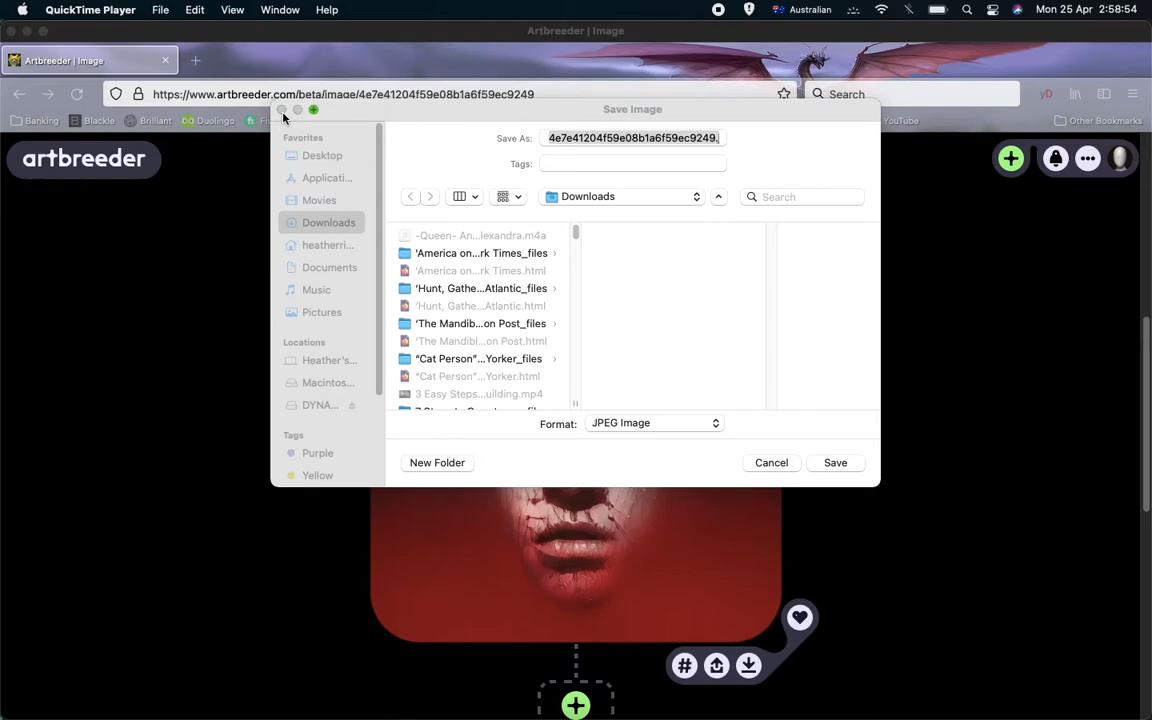 QuickTime Player File Edit View Window Help Australian Mon 25 Apr 2:58:54
Artbreeder | Image
Artbreeder | Image
https://www.artbreeder.com/beta/image/4e7e41204f59e08b1a6f59ec9249 Search
Banking Blackle Brilliant Duolingo YouTube Other Bookmarks
artbreeder
Save Image
Save As: 4e7e41204f59e08b1a6f59ec9249.
Tags:
Downloads Search
Favorites
Desktop
Applicati...
Movies
Downloads
heatherri...
Documents
Music
Pictures
Locations
Heather's...
Macintos...
DYNA...
Tags
Purple
Yellow
-Queen- An...lexandra.m4a
'America on...rk Times_files
'America on...rk Times.html
'Hunt, Gathe...Atlantic_files
'Hunt, Gathe...Atlantic.html
'The Mandib...on Post_files
'The Mandibl...on Post.html
"Cat Person"...Yorker_files
"Cat Person"...Yorker.html
3 Easy Steps...uilding.mp4
Format: JPEG Image
New Folder Cancel Save